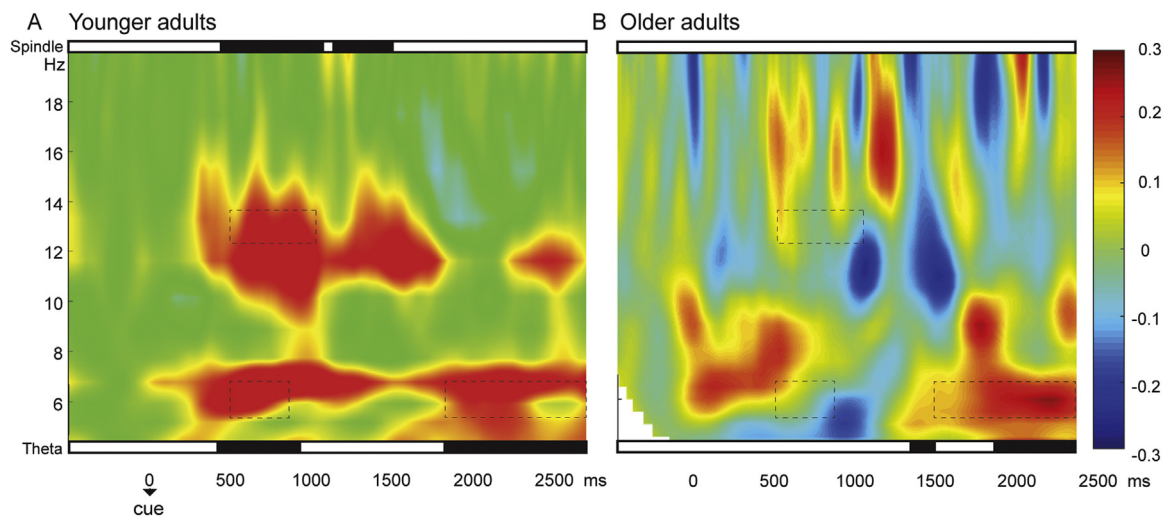 A Younger adults
B Older adults
Spindle
Hz
18
16
14
12
10
8
6
Theta
0 500 1000 1500 2000 2500 ms
cue
0 500 1000 1500 2000 2500 ms
0.3
0.2
0.1
0
-0.1
-0.2
-0.3